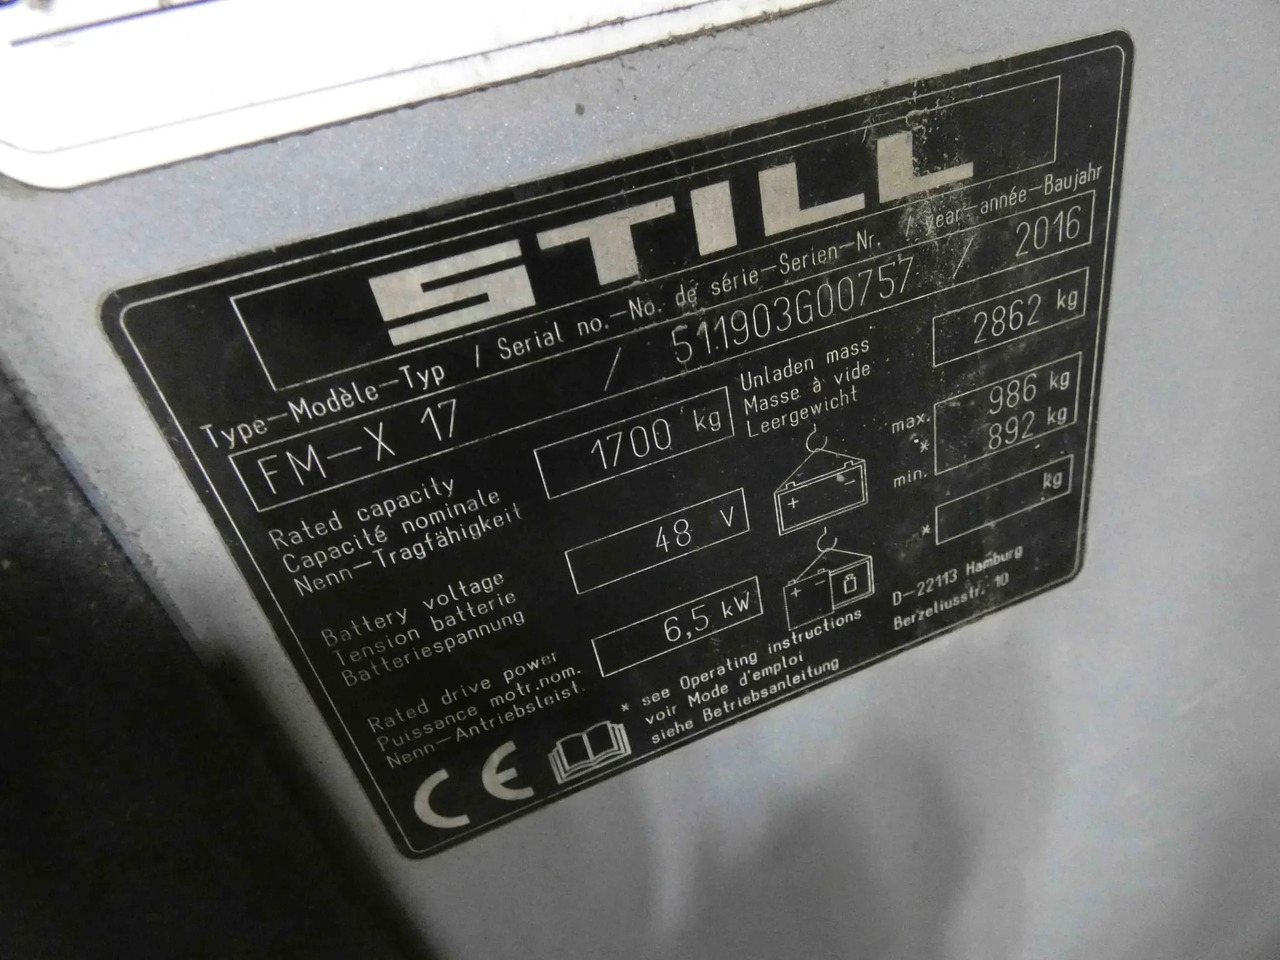 STILL
Type-Modèle-Typ / Serial no.-No. de série-Serien-Nr. / year-année-Baujahr
FM-X 17 / 511903G00757 / 2016
Rated capacity
Capacité nominale
Nenn-Tragfähigkeit
1700 kg
Unladen mass
Masse à vide
Leergewicht
2862 kg
Battery voltage
Tension batterie
Batteriespannung
48 V
+ -
max. 986 kg
*
min. 892 kg
Rated drive power
Puissance motr.nom.
Nenn-Antriebsleist.
6,5 kW
+
* kg
* see Operating instructions
voir Mode d'emploi
siehe Betriebsanleitung
D-22113 Hamburg
Berzeliusstr. 10
CE